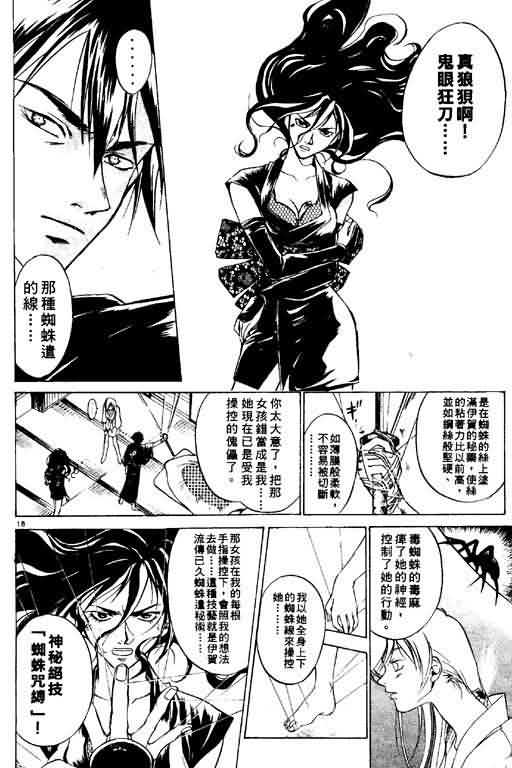 真狼狽啊！
鬼眼狂刀……
……
那種蜘蛛遣
的線……
是在蜘蛛的絲上塗
滿伊賀的秘藥，使絲
的粘著力比以前高，
並如鋼絲般堅硬、
如薄膜般柔軟，
不容易被切斷
……
你太大意了，把那
女孩錯當成是我……
她現在已是受我
操控的傀儡了。
……
毒蜘蛛的毒麻
痺了她的神經，
控制了她的行動。
我以她全身上下
的蜘蛛線來操控
她……
那女孩在我的每根
手指操控下，會照我的想法
去做……這種技藝就是伊賀
流傳已久蜘蛛遣秘術……
神秘絕技
「蜘蛛咒縛」！
18